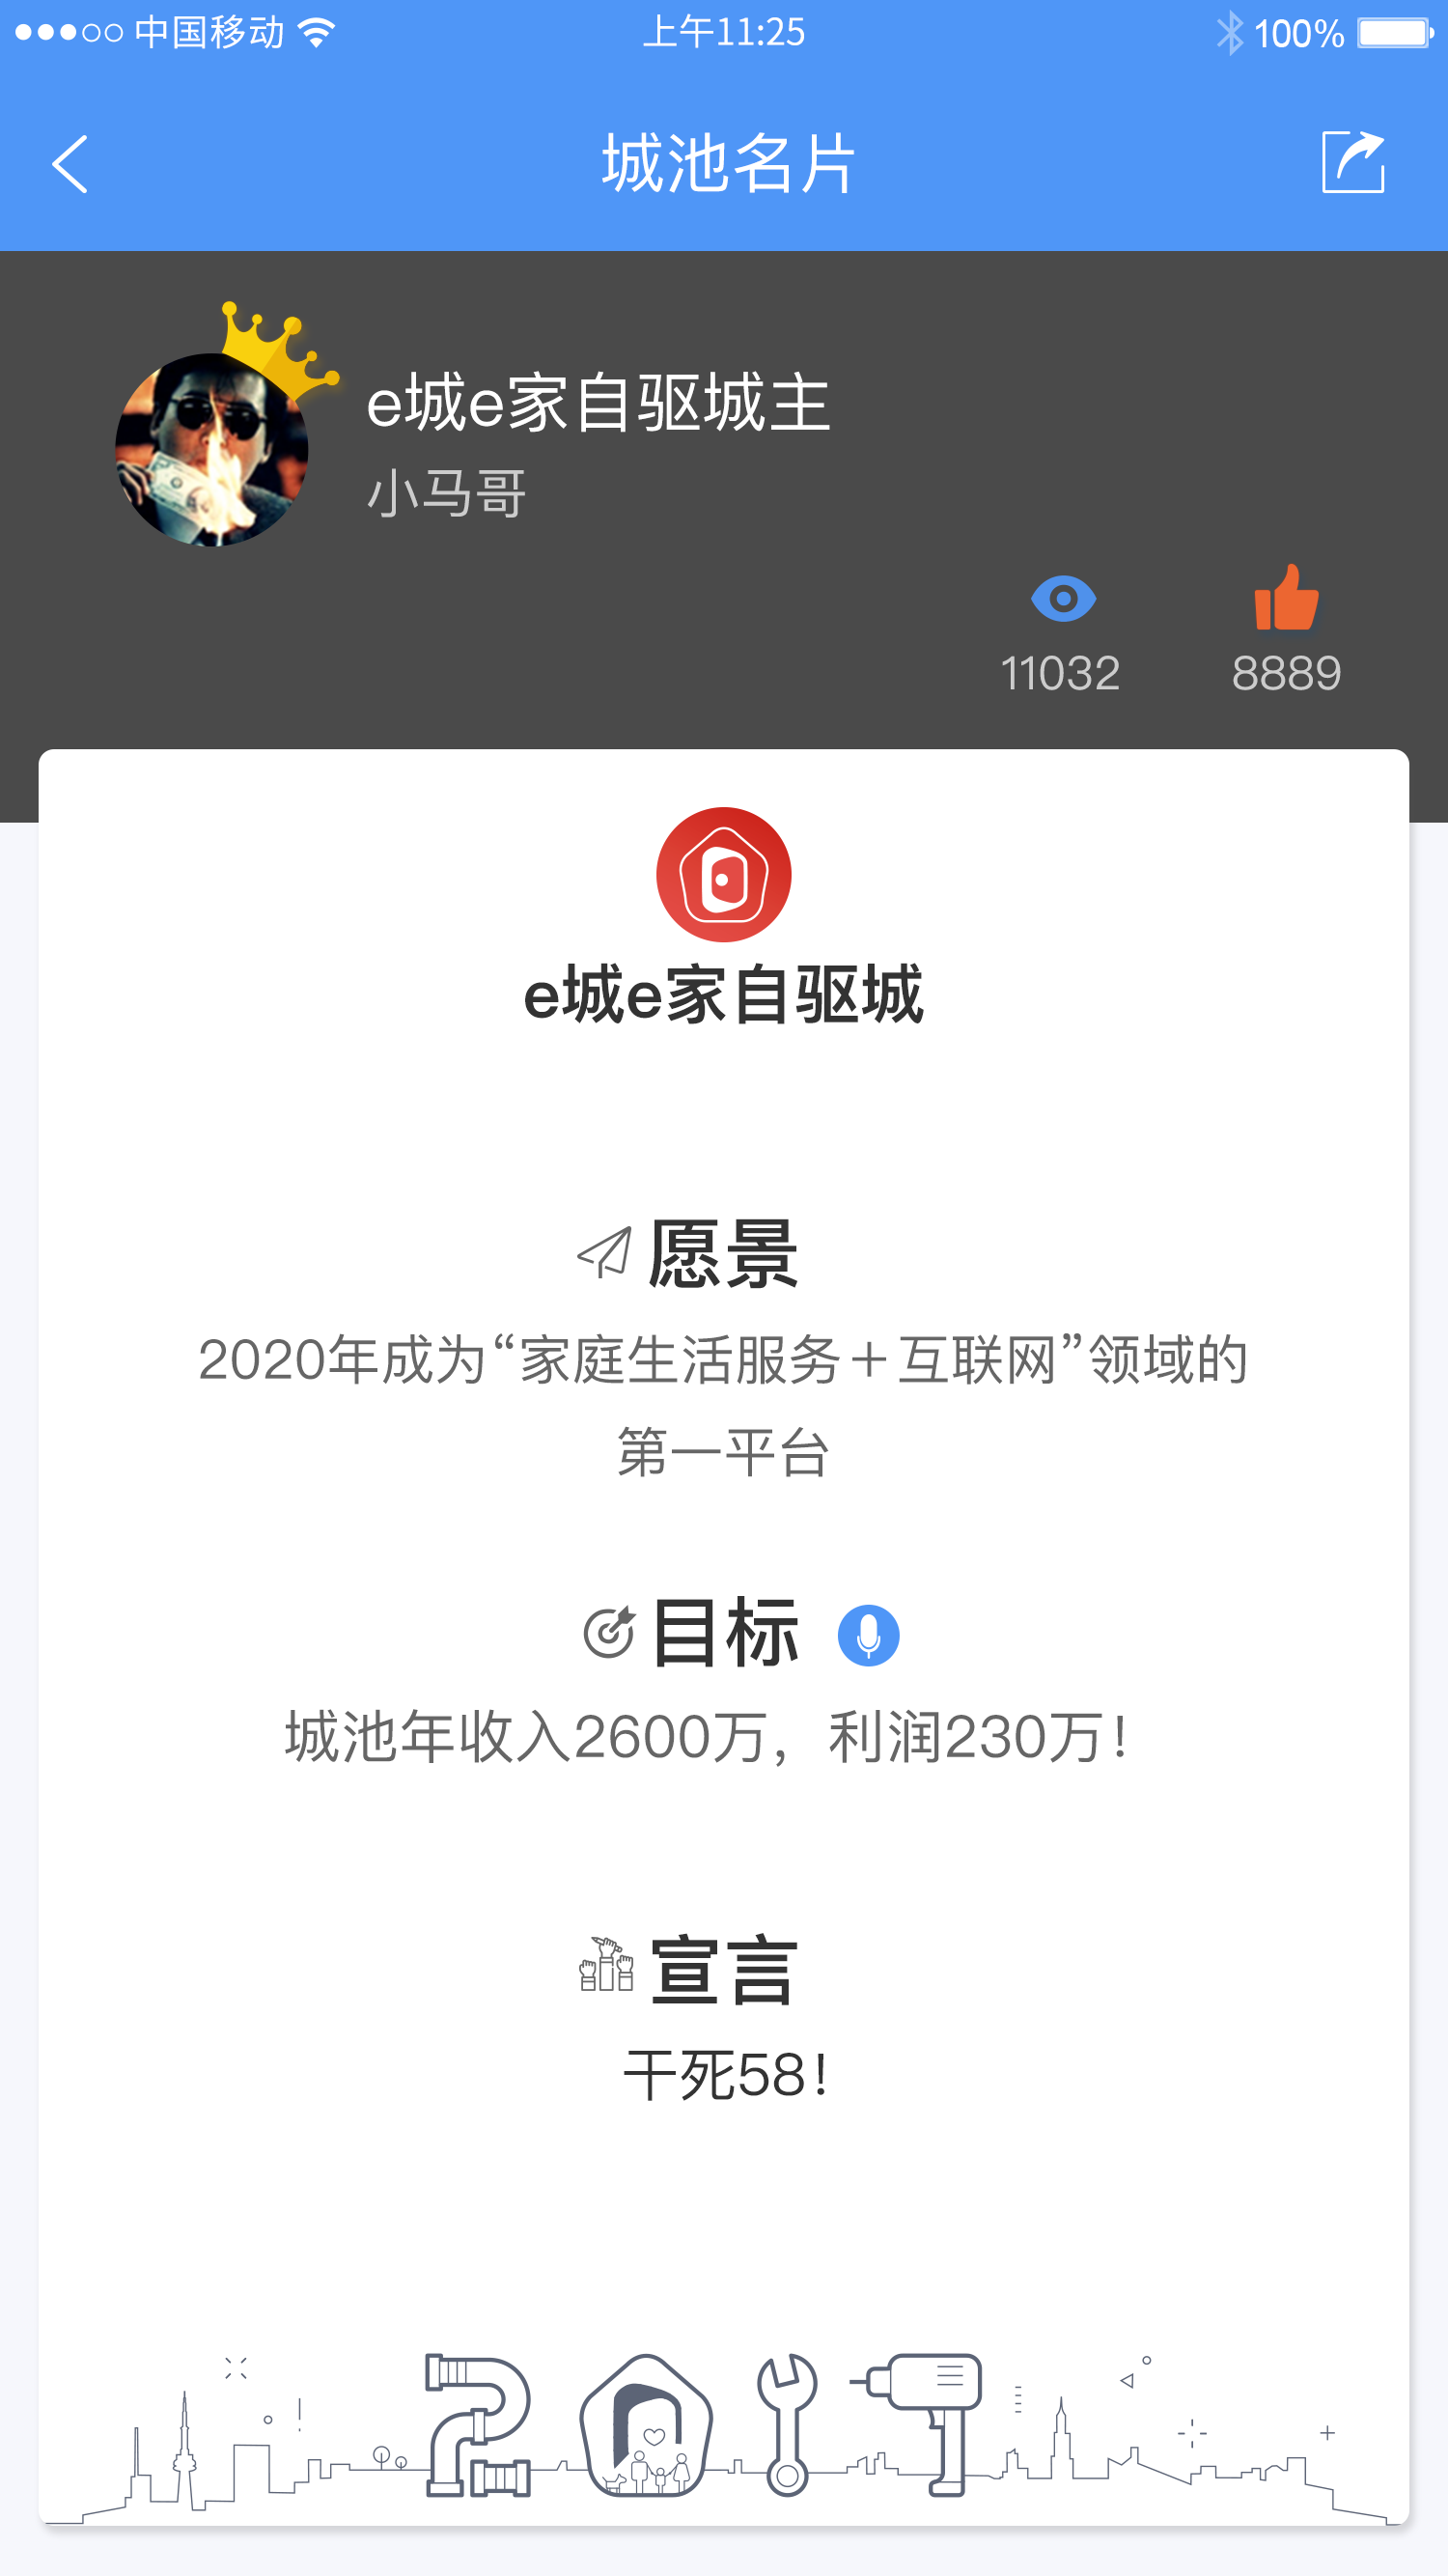 中国移动
上午11:25
100%
城池名片
e城e家自驱城主
小马哥
11032
8889
e城e家自驱城
愿景
2020年成为“家庭生活服务＋互联网”领域的
第一平台
目标
城池年收入2600万，利润230万！
宣言
干死58！